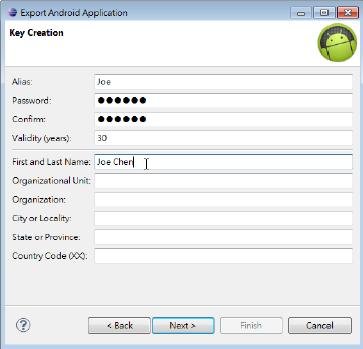 Export Android Application
Key Creation
Alias: Joe
Password: ●●●●●●
Confirm: ●●●●●●
Validity (years): 30
First and Last Name: Joe Chen
Organizational Unit:
Organization:
City or Locality:
State or Province:
Country Code (XX):
? < Back Next > Finish Cancel